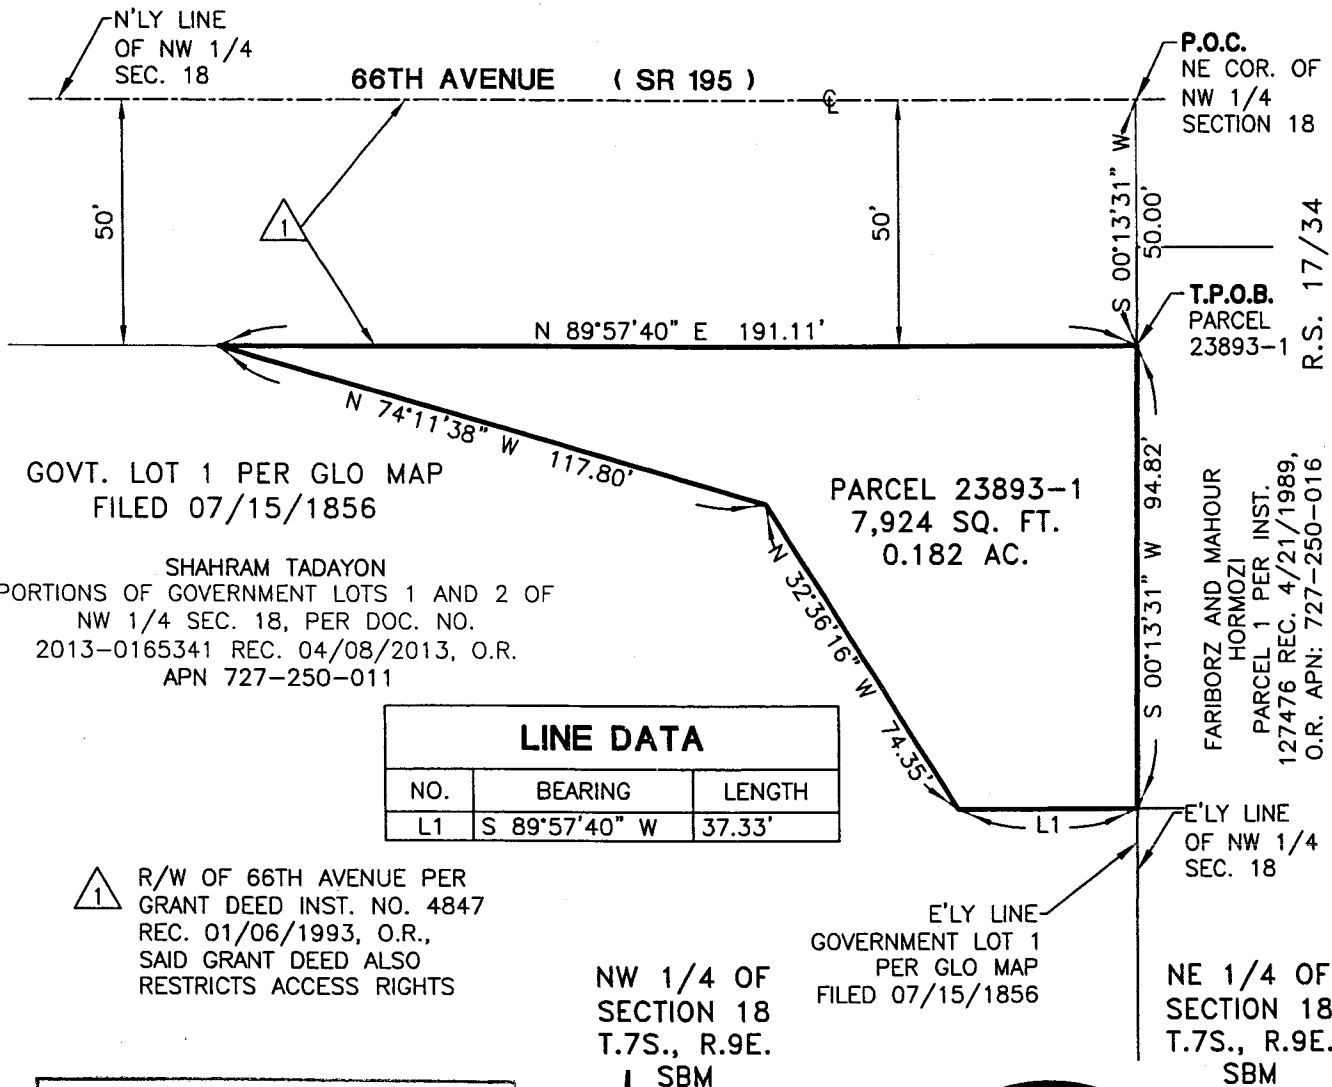 N'LY LINE
OF NW 1/4
SEC. 18
66TH AVENUE ( SR 195 )
℄
P.O.C.
NE COR. OF
NW 1/4
SECTION 18
50'
50'
1
S 00°13'31" W
50.00'
R.S. 17/34
T.P.O.B.
PARCEL
23893-1
N 89°57'40" E 191.11'
N 74°11'38" W 117.80'
GOVT. LOT 1 PER GLO MAP
FILED 07/15/1856
PARCEL 23893-1
7,924 SQ. FT.
0.182 AC.
SHAHRAM TADAYON
PORTIONS OF GOVERNMENT LOTS 1 AND 2 OF
NW 1/4 SEC. 18, PER DOC. NO.
2013-0165341 REC. 04/08/2013, O.R.
APN 727-250-011
N 32°36'16" W 74.35'
S 00°13'31" W 94.82'
FARIBORZ AND MAHOUR
HORMOZI
PARCEL 1 PER INST.
127476 REC. 4/21/1989,
O.R. APN: 727-250-016
LINE DATA
NO. BEARING LENGTH
L1 S 89°57'40" W 37.33'
L1
E'LY LINE
OF NW 1/4
SEC. 18
1
R/W OF 66TH AVENUE PER
GRANT DEED INST. NO. 4847
REC. 01/06/1993, O.R.,
SAID GRANT DEED ALSO
RESTRICTS ACCESS RIGHTS
E'LY LINE
GOVERNMENT LOT 1
PER GLO MAP
FILED 07/15/1856
NW 1/4 OF
SECTION 18
T.7S., R.9E.
SBM
NE 1/4 OF
SECTION 18
T.7S., R.9E.
SBM